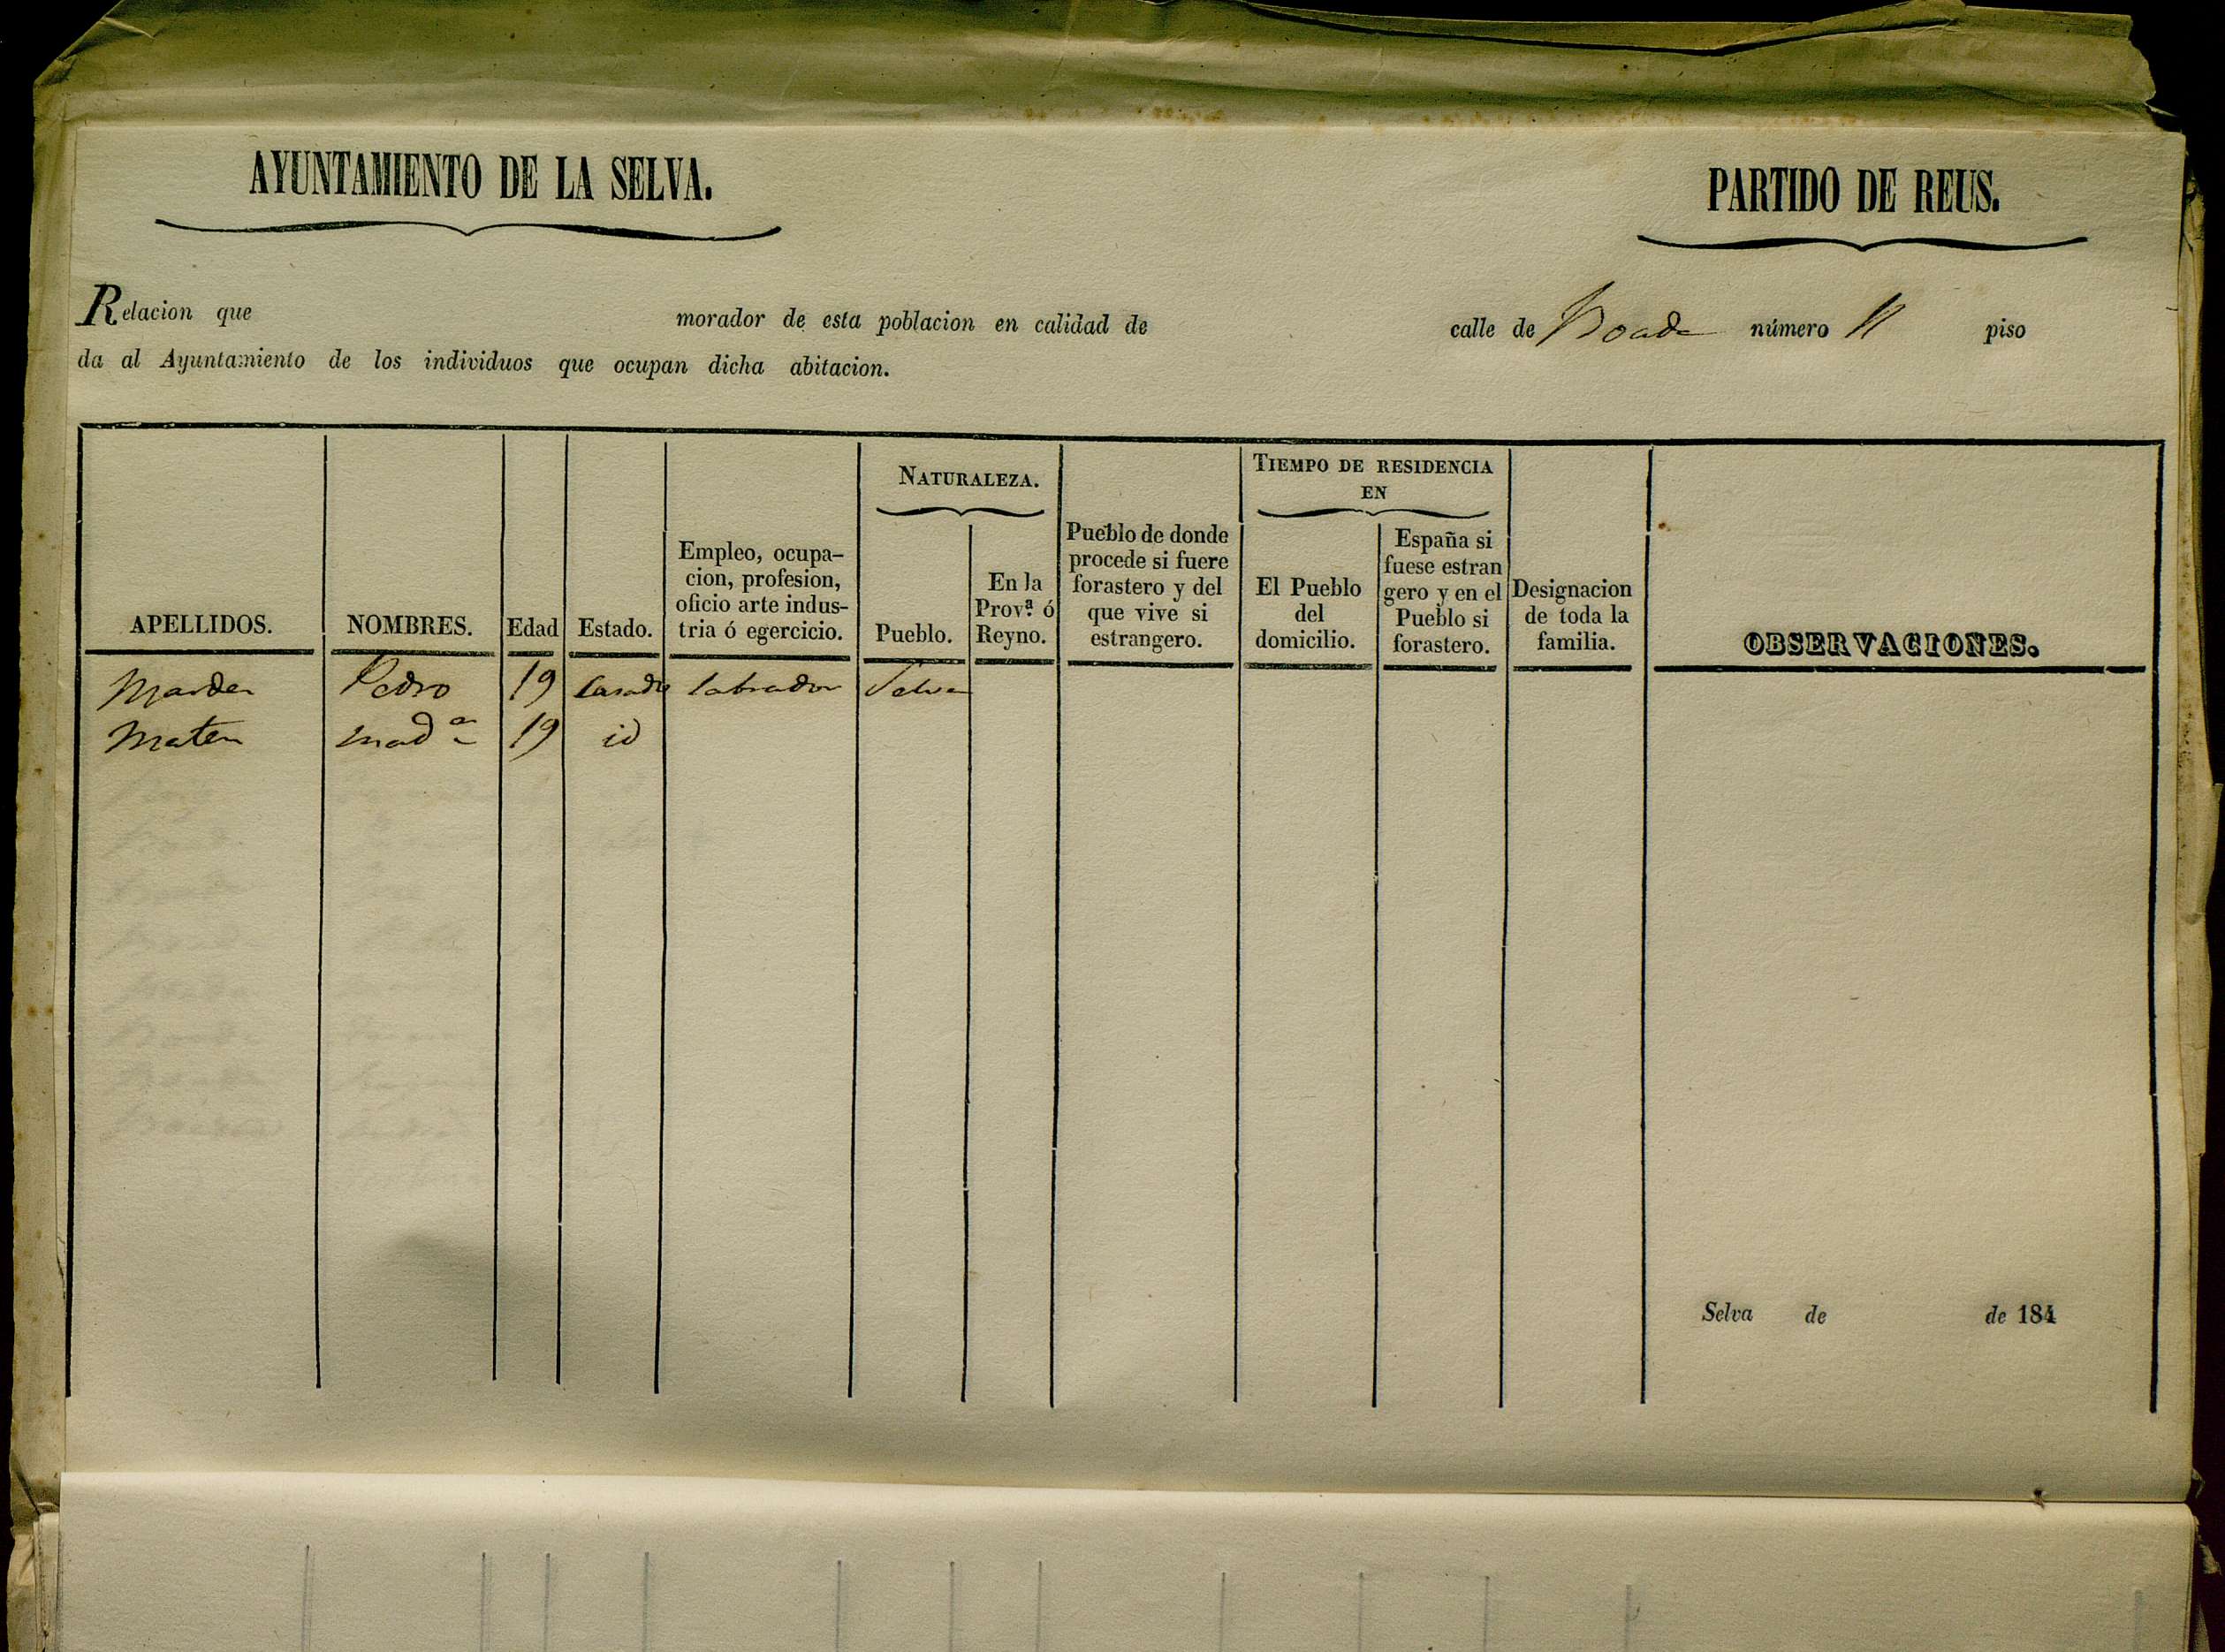 AYUNTAMIENTO DE LA SELVA.
PARTIDO DE REUS.
Relacion que morador de esta poblacion en calidad de calle de Boada número 11 piso
da al Ayuntamiento de los individuos que ocupan dicha abitacion.
APELLIDOS.
NOMBRES.
Edad
Estado.
Empleo, ocupa-
cion, profesion,
oficio arte indus-
tria ó egercicio.
NATURALEZA.
Pueblo.
En la
Provª. ó
Reyno.
Pueblo de donde
procede si fuere
forastero y del
que vive si
estrangero.
TIEMPO DE RESIDENCIA
EN
El Pueblo
del
domicilio.
España si
fuese estran
gero y en el
Pueblo si
forastero.
Designacion
de toda la
familia.
OBSERVACIONES.
Pedro 19 Casado labrador Selva
Mateu 19 id
Selva de de 184